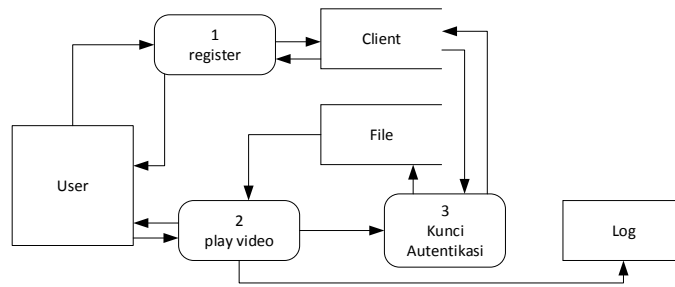 1
register
Client
File
User
2
play video
3
Kunci
Autentikasi
Log